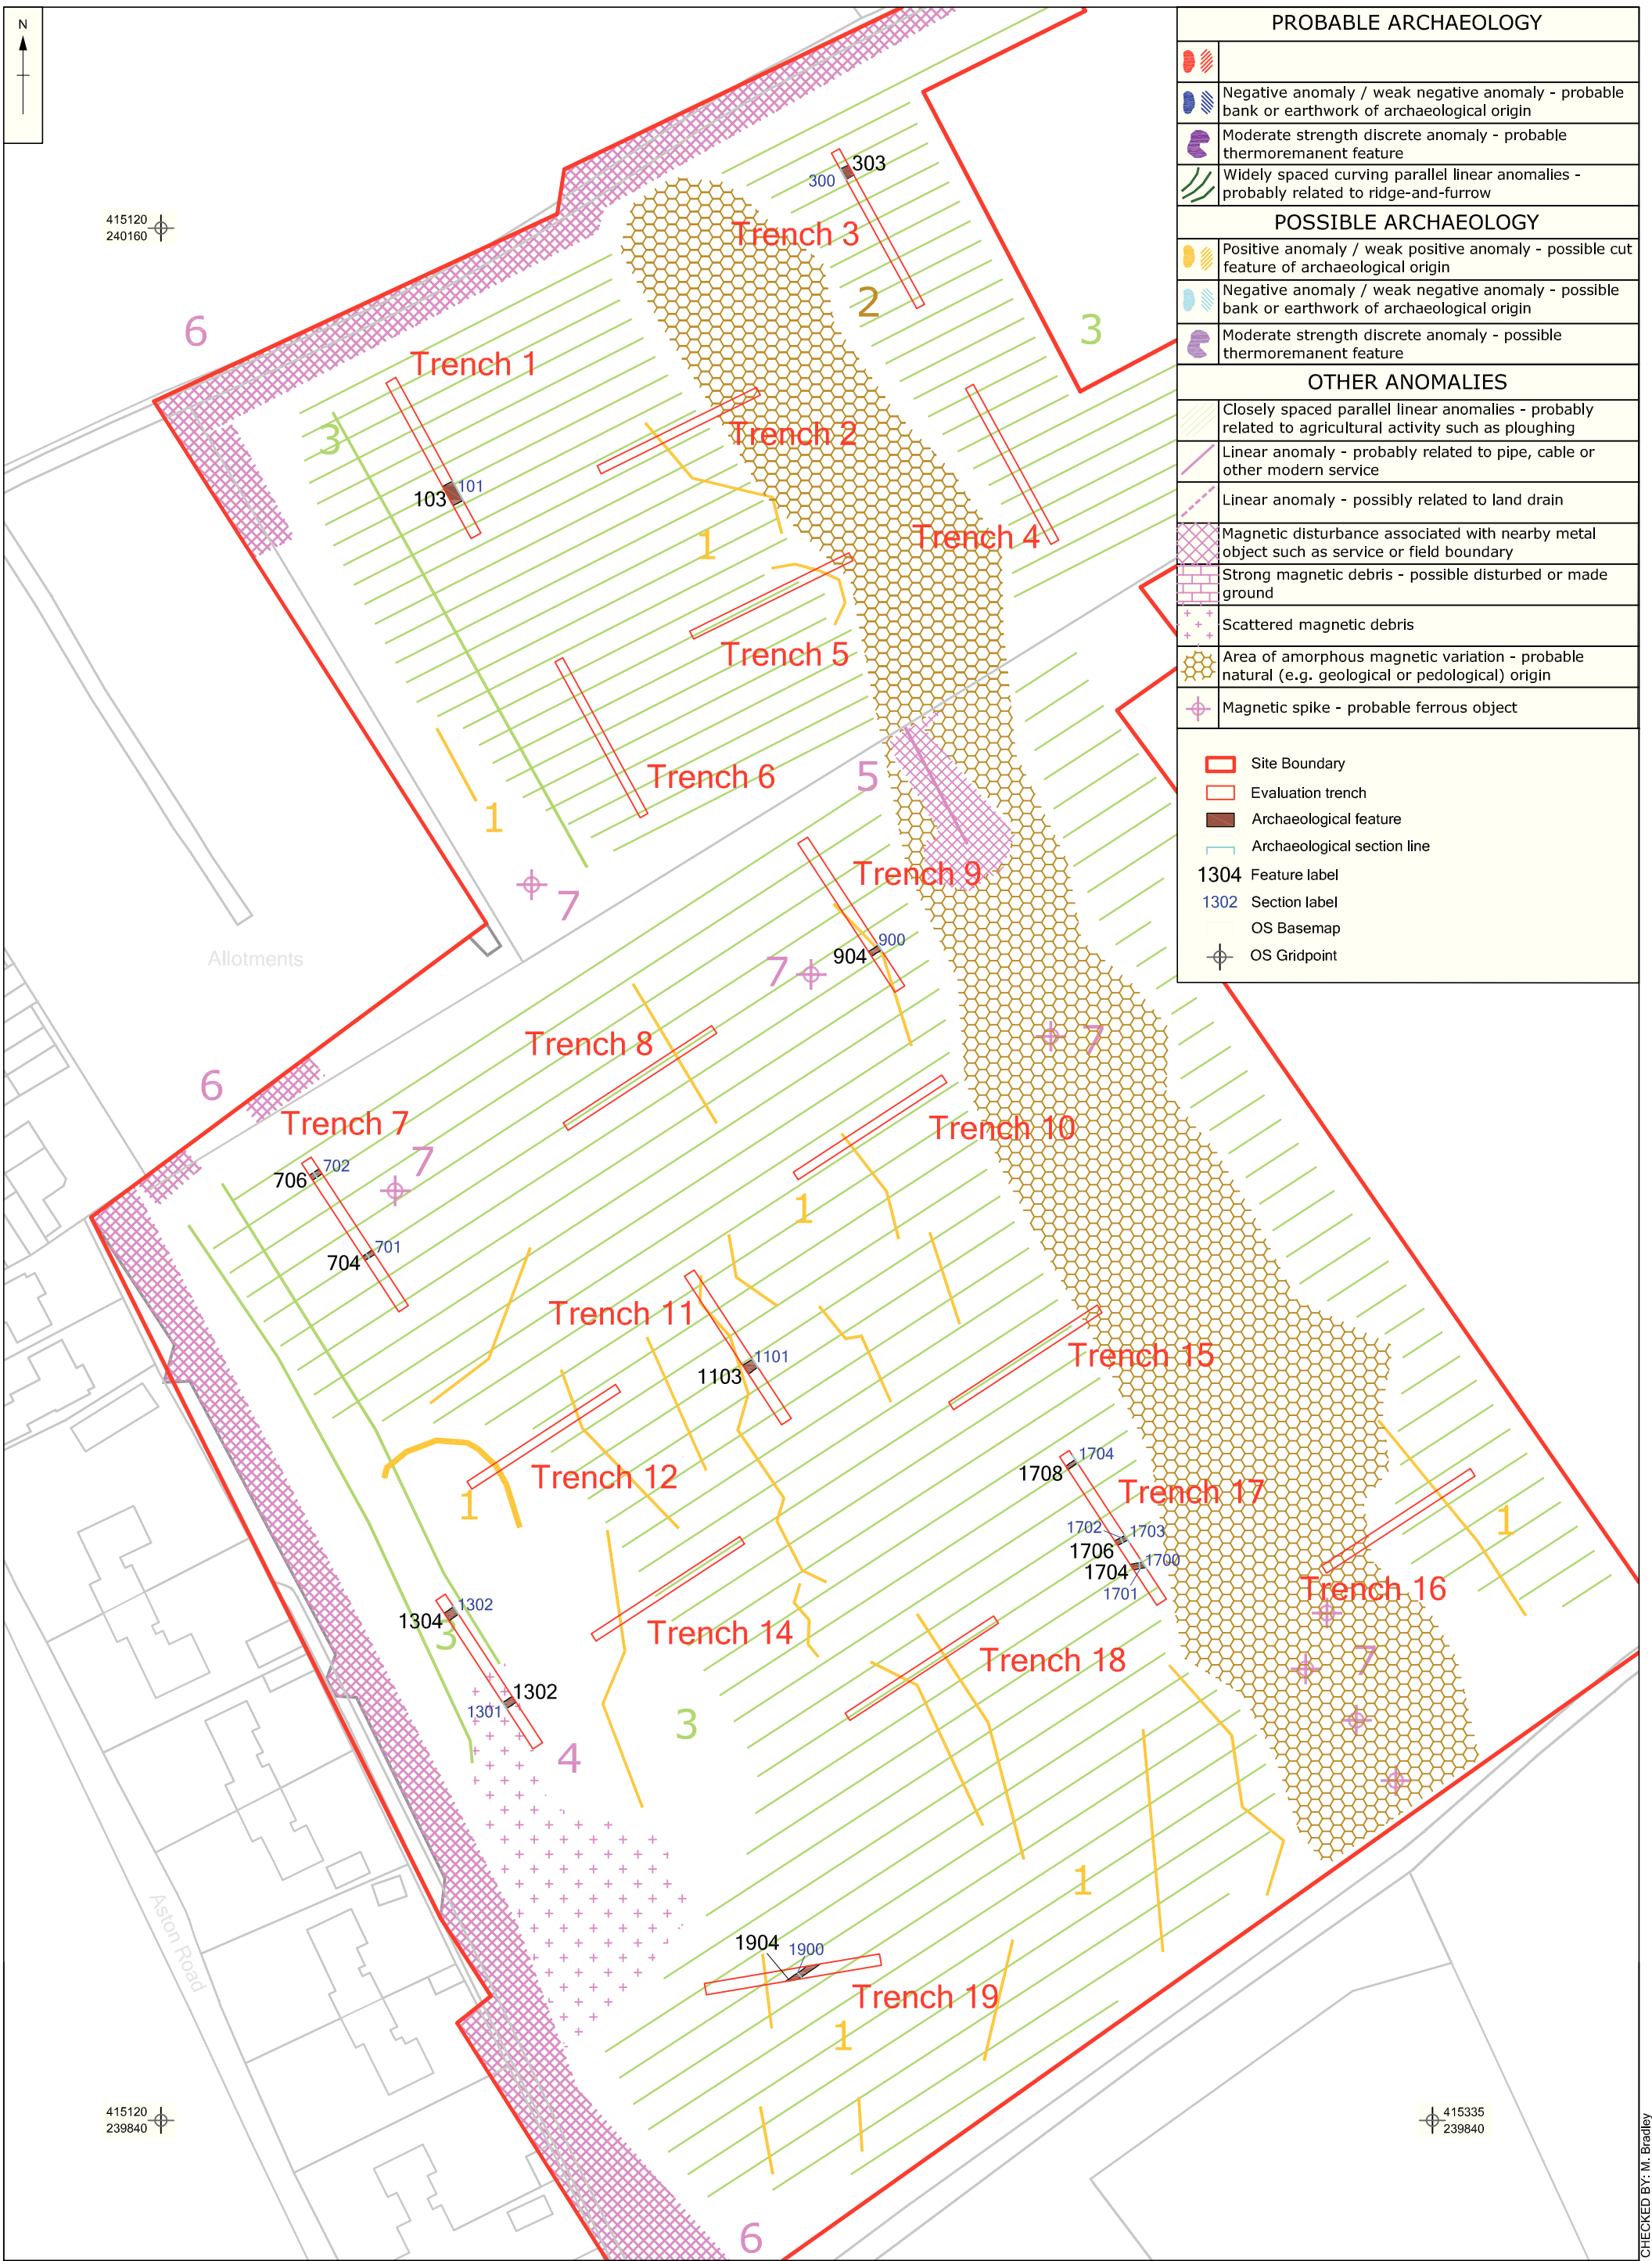 N
415120
240160
PROBABLE ARCHAEOLOGY
Negative anomaly / weak negative anomaly - probable
bank or earthwork of archaeological origin
Moderate strength discrete anomaly - probable
thermoremanent feature
Widely spaced curving parallel linear anomalies -
probably related to ridge-and-furrow
POSSIBLE ARCHAEOLOGY
Positive anomaly / weak positive anomaly - possible cut
feature of archaeological origin
Negative anomaly / weak negative anomaly - possible
bank or earthwork of archaeological origin
Moderate strength discrete anomaly - possible
thermoremanent feature
OTHER ANOMALIES
Closely spaced parallel linear anomalies - probably
related to agricultural activity such as ploughing
Linear anomaly - probably related to pipe, cable or
other modern service
Linear anomaly - possibly related to land drain
Magnetic disturbance associated with nearby metal
object such as service or field boundary
Strong magnetic debris - possible disturbed or made
ground
Scattered magnetic debris
Area of amorphous magnetic variation - probable
natural (e.g. geological or pedological) origin
Magnetic spike - probable ferrous object
Site Boundary
Evaluation trench
Archaeological feature
Archaeological section line
1304 Feature label
1302 Section label
OS Basemap
OS Gridpoint
303
300
Trench 3
2
3
6
Trench 1
3
Trench 2
101
103
1
Trench 4
Trench 5
Trench 6
5
1
Trench 9
7
900
904
7
Allotments
7
Trench 8
6
Trench 7
Trench 10
7
702
706
1
701
704
Trench 11
1101
1103
Trench 15
1704
1708
Trench 12
Trench 17
1
1
1702
1703
1706
1700
1704
1701
Trench 16
1302
1304
3
Trench 14
Trench 18
7
1302
1301
3
4
1
Aston Road
1904
1900
Trench 19
1
415120
239840
415335
239840
6
CHECKED BY: M. Bradley